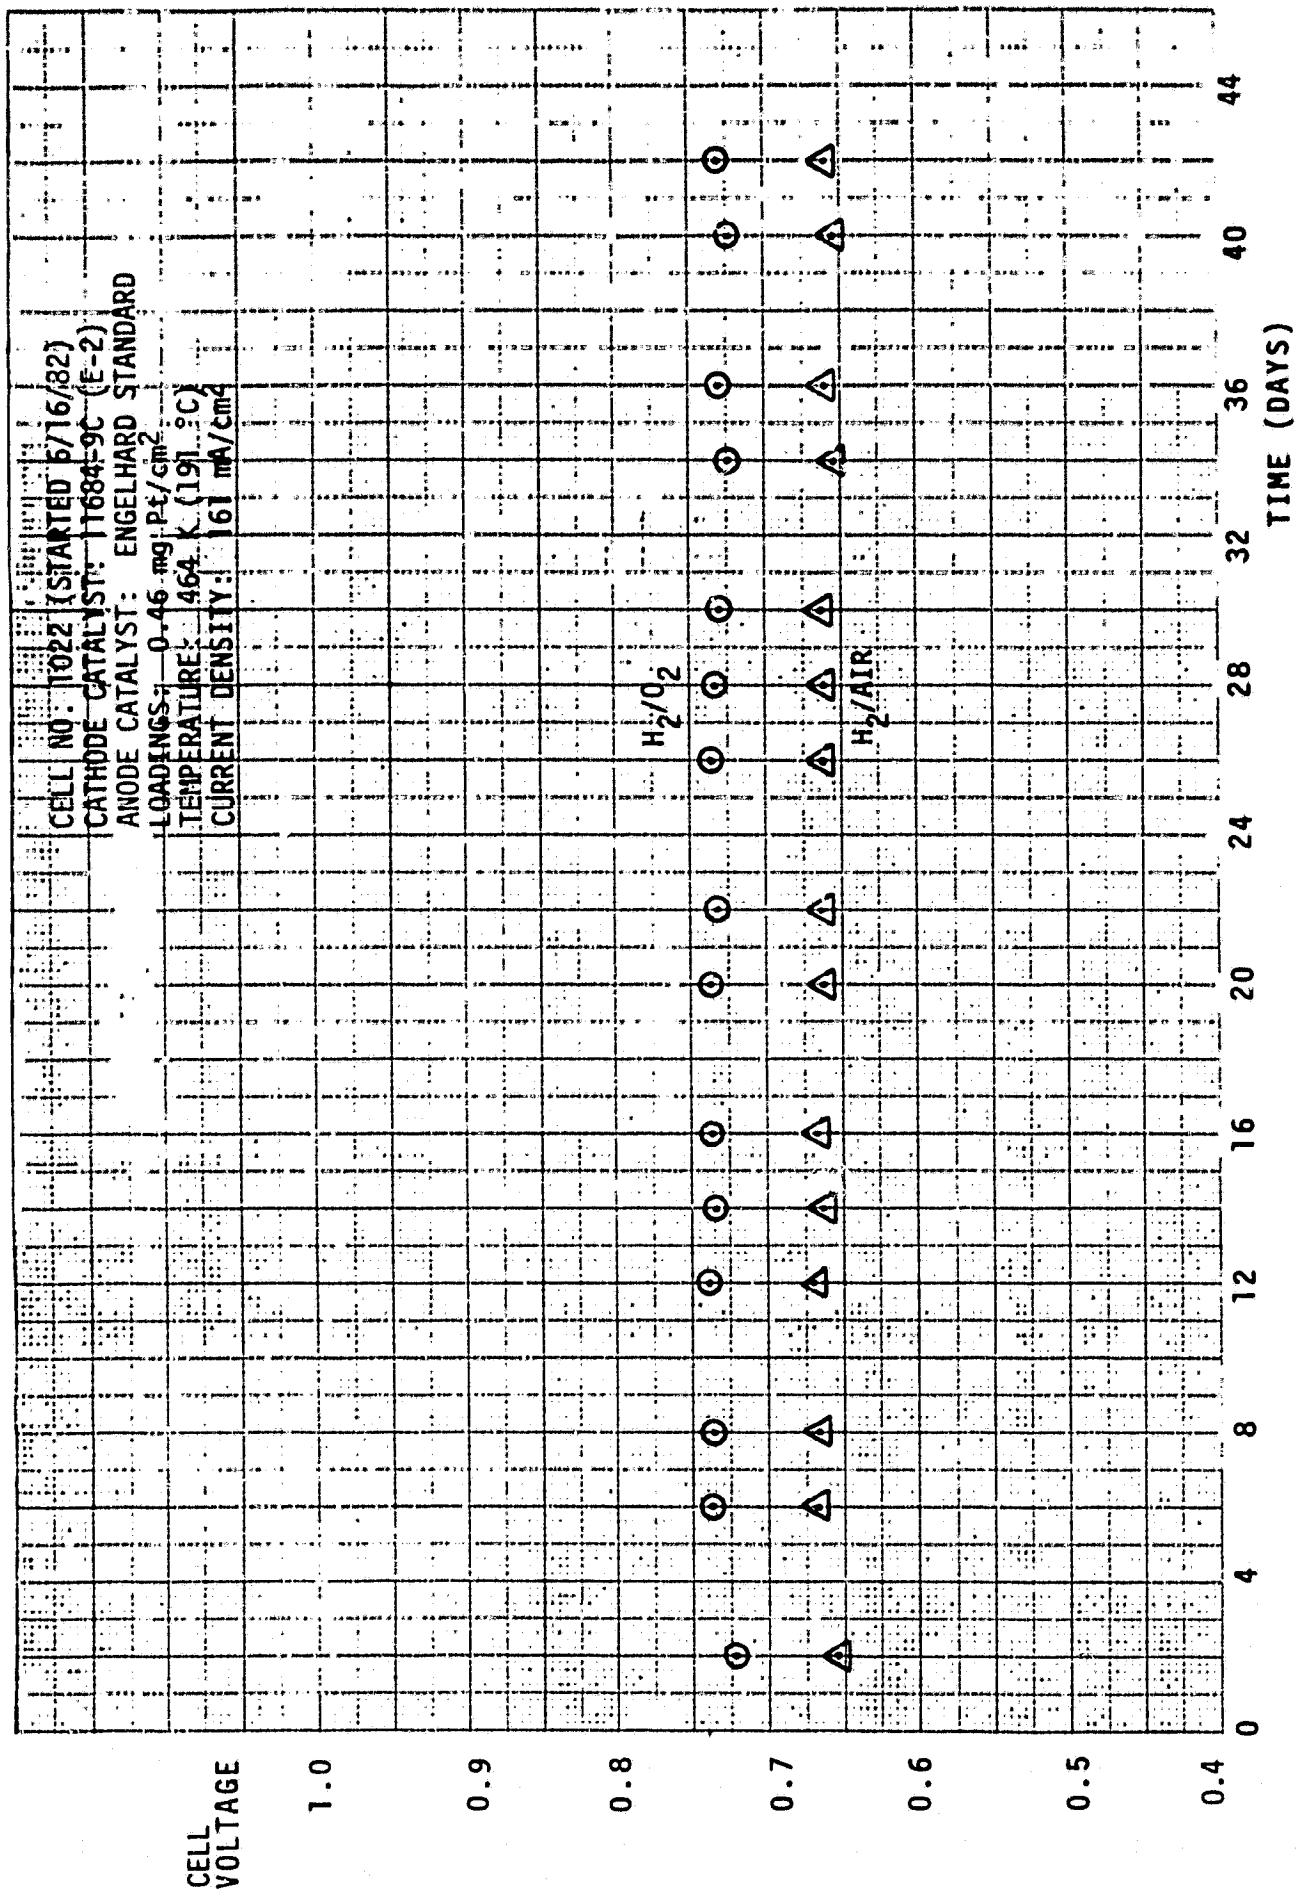 CELL NO. 1022 (STARTED 6/16/82)
CATHODE CATALYST: 11684-9C (E-2)
ANODE CATALYST: ENGELHARD STANDARD
LOADINGS: 0.46 mg Pt/cm2
TEMPERATURE: 464 K (191 °C)
CURRENT DENSITY: 161 mA/cm2
CELL
VOLTAGE
1.0
0.9
0.8
0.7
0.6
0.5
0.4
H2/O2
H2/AIR
0 4 8 12 16 20 24 28 32 36 40 44
TIME (DAYS)